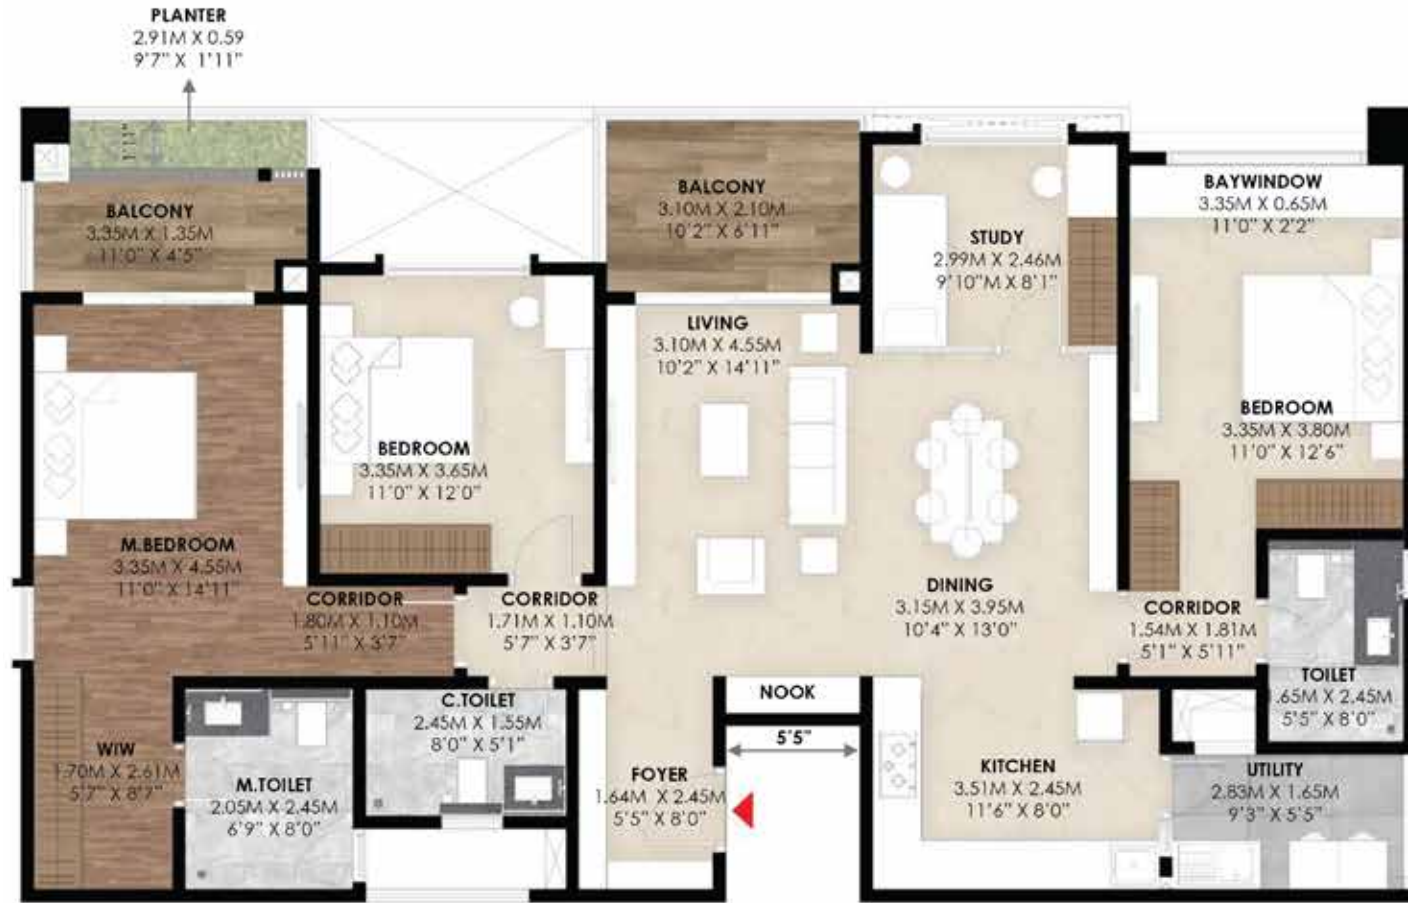 PLANTER
2.91M X 0.59
9'7" X 1'11"
1'11"
BALCONY
3.35M X 1.35M
11'0" X 4'5"
BALCONY
3.10M X 2.10M
10'2" X 6'11"
STUDY
2.99M X 2.46M
9'10"M X 8'1"
BAYWINDOW
3.35M X 0.65M
11'0" X 2'2"
LIVING
3.10M X 4.55M
10'2" X 14'11"
BEDROOM
3.35M X 3.65M
11'0" X 12'0"
BEDROOM
3.35M X 3.80M
11'0" X 12'6"
M.BEDROOM
3.35M X 4.55M
11'0" X 14'11"
CORRIDOR
1.80M X 1.10M
5'11" X 3'7"
CORRIDOR
1.71M X 1.10M
5'7" X 3'7"
DINING
3.15M X 3.95M
10'4" X 13'0"
CORRIDOR
1.54M X 1.81M
5'1" X 5'11"
TOILET
1.65M X 2.45M
5'5" X 8'0"
C.TOILET
2.45M X 1.55M
8'0" X 5'1"
NOOK
5'5"
WIW
1.70M X 2.61M
5'7" X 8'7"
M.TOILET
2.05M X 2.45M
6'9" X 8'0"
FOYER
1.64M X 2.45M
5'5" X 8'0"
KITCHEN
3.51M X 2.45M
11'6" X 8'0"
UTILITY
2.83M X 1.65M
9'3" X 5'5"